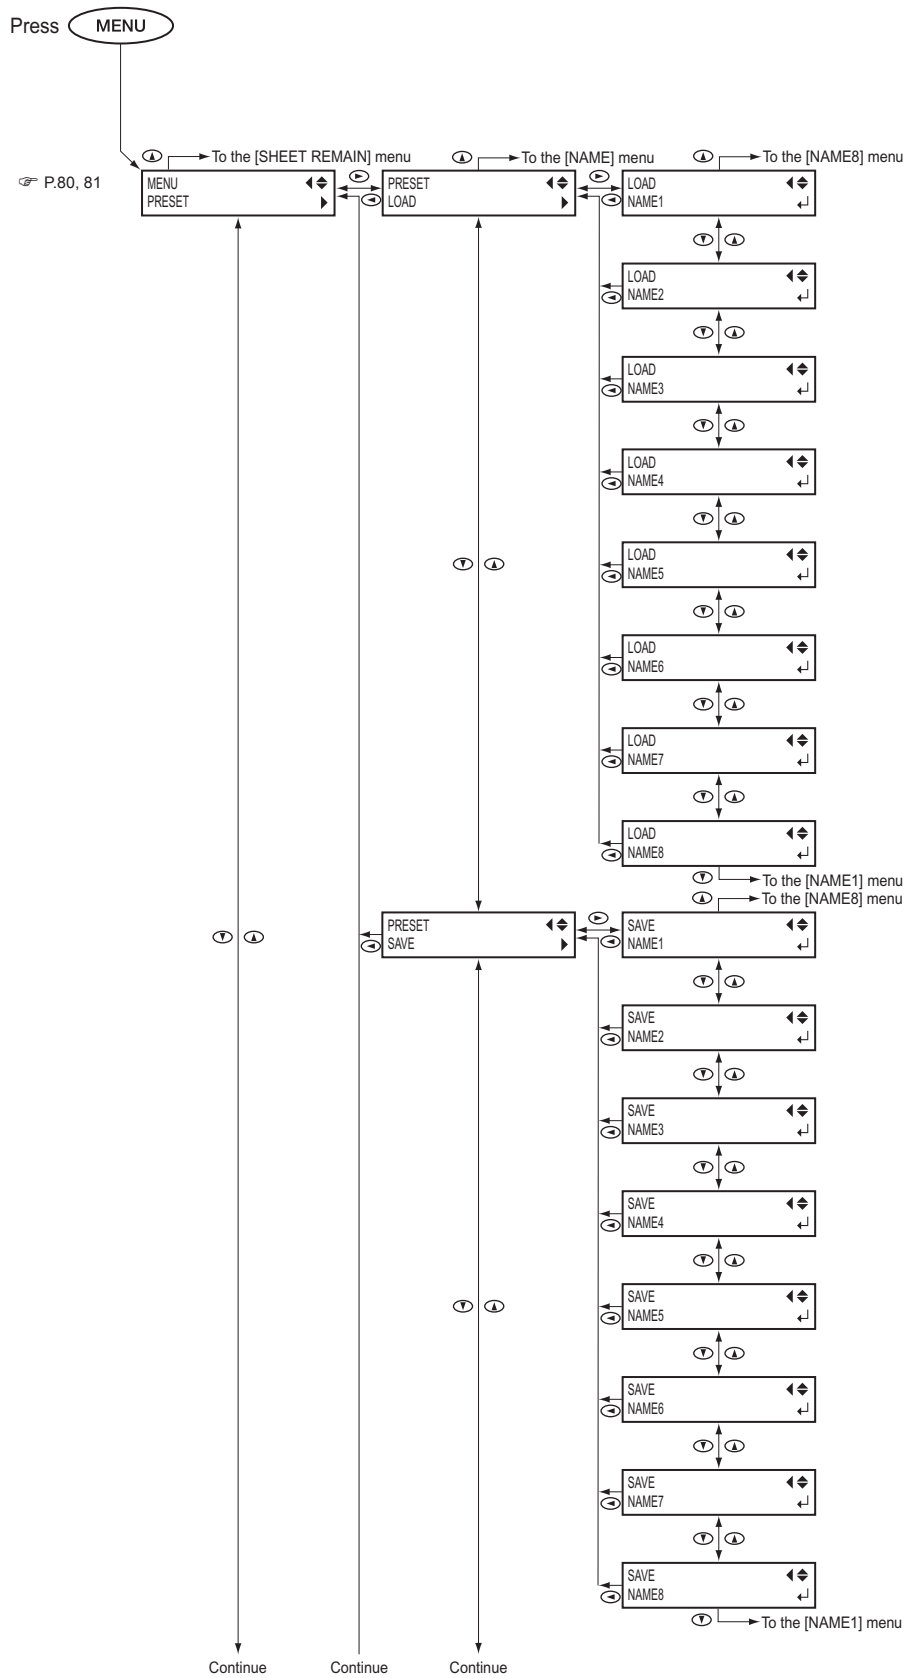 Press MENU
To the [SHEET REMAIN] menu
To the [NAME] menu
To the [NAME8] menu
☞ P.80, 81
MENU
PRESET
PRESET
LOAD
LOAD
NAME1
LOAD
NAME2
LOAD
NAME3
LOAD
NAME4
LOAD
NAME5
LOAD
NAME6
LOAD
NAME7
LOAD
NAME8
To the [NAME1] menu
To the [NAME8] menu
PRESET
SAVE
SAVE
NAME1
SAVE
NAME2
SAVE
NAME3
SAVE
NAME4
SAVE
NAME5
SAVE
NAME6
SAVE
NAME7
SAVE
NAME8
To the [NAME1] menu
Continue
Continue
Continue